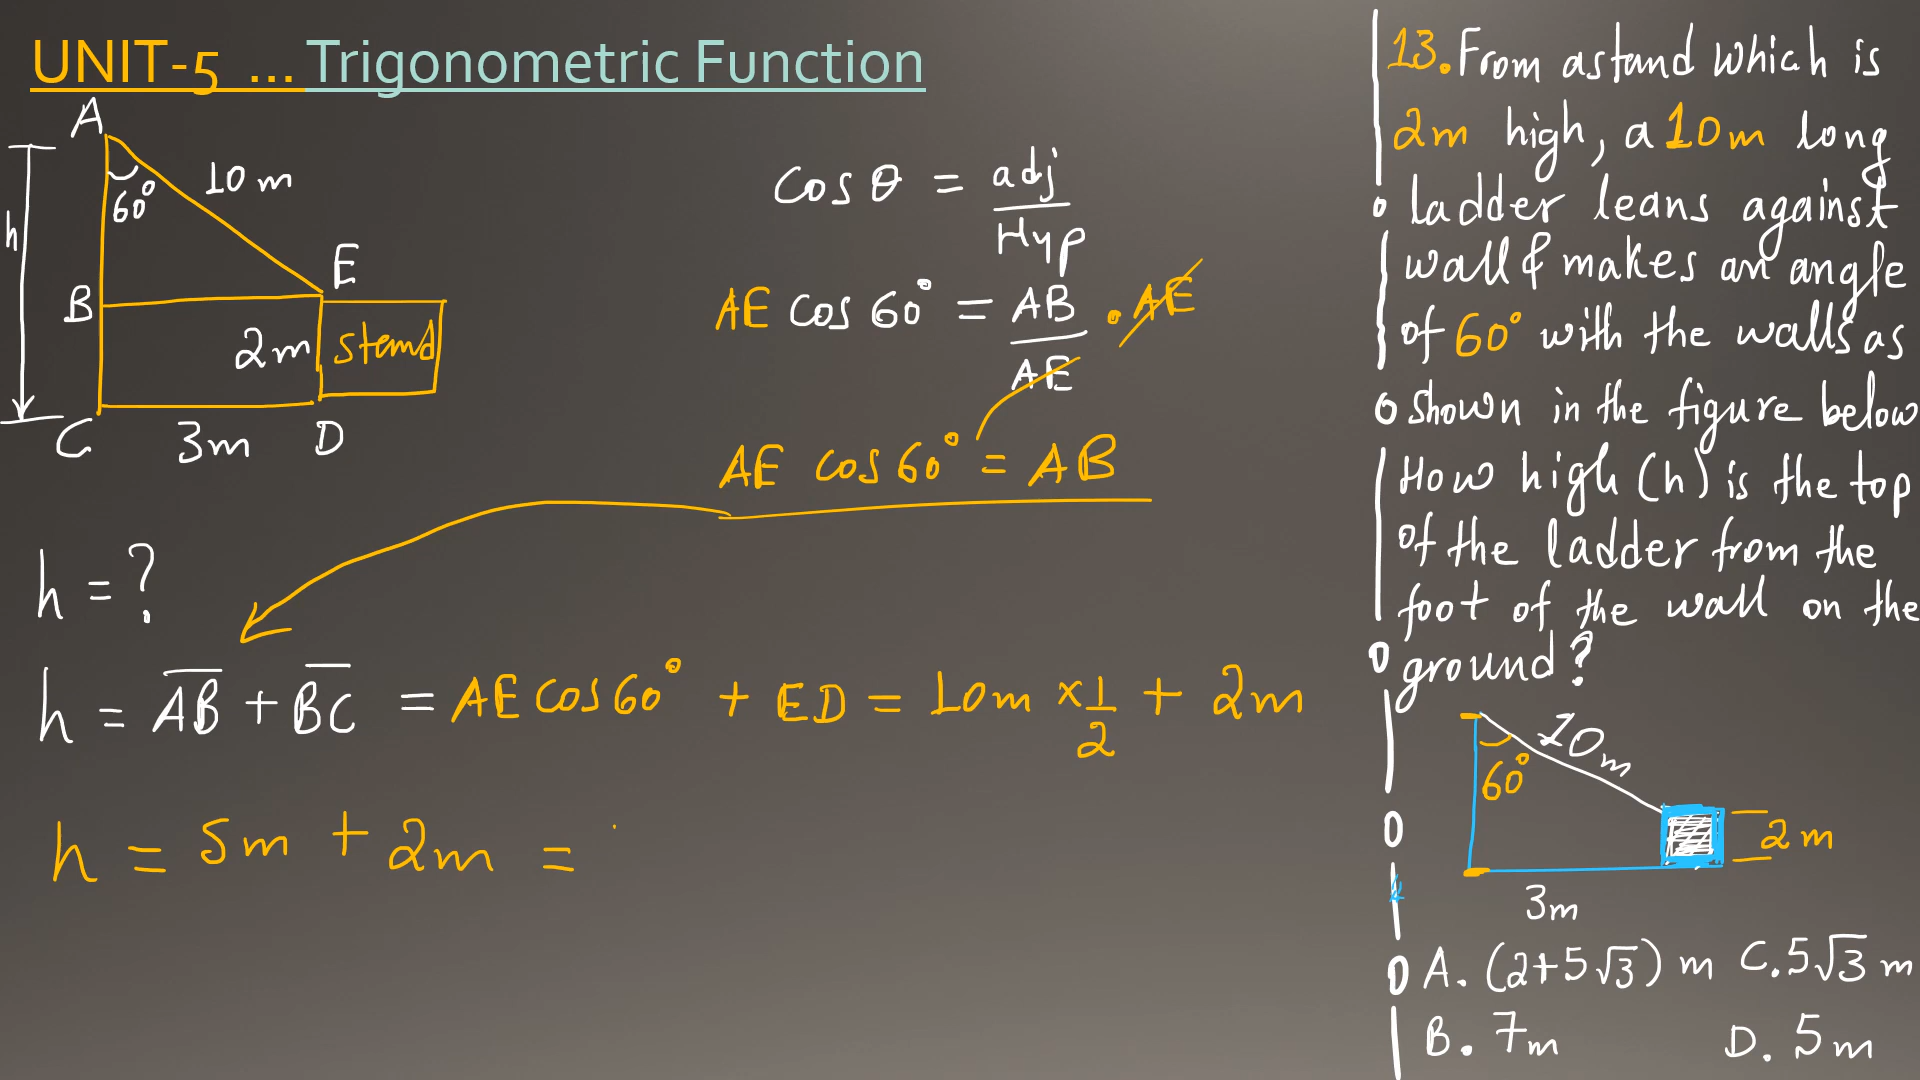 UNIT-5 ... Trigonometric Function
A
60°
10 m
h
E
B
2m
stand
C
3m
D
cos θ = adj
Hyp
AE cos 60° = AB . AE
AE
AE cos 60° = AB
h = ?
h = AB + BC = AE cos 60° + ED = 10m × 1/2 + 2m
h = 5m + 2m =
13. From a stand which is
2m high, a 10m long
ladder leans against
wall & makes an angle
of 60° with the walls as
shown in the figure below
How high (h) is the top
of the ladder from the
foot of the wall on the
ground?
10m
60°
2m
3m
A. (2+5√3) m C. 5√3 m
B. 7m D. 5m